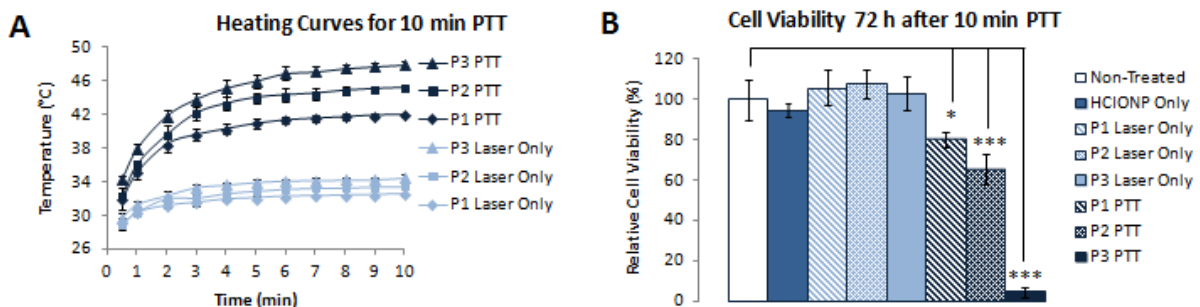 A
Heating Curves for 10 min PTT
Temperature (°C)
50
46
42
38
34
30
26
0 1 2 3 4 5 6 7 8 9 10
Time (min)
P3 PTT
P2 PTT
P1 PTT
P3 Laser Only
P2 Laser Only
P1 Laser Only
B
Cell Viability 72 h after 10 min PTT
Relative Cell Viability (%)
120
100
80
60
40
20
0
*
***
***
Non-Treated
HCIONP Only
P1 Laser Only
P2 Laser Only
P3 Laser Only
P1 PTT
P2 PTT
P3 PTT